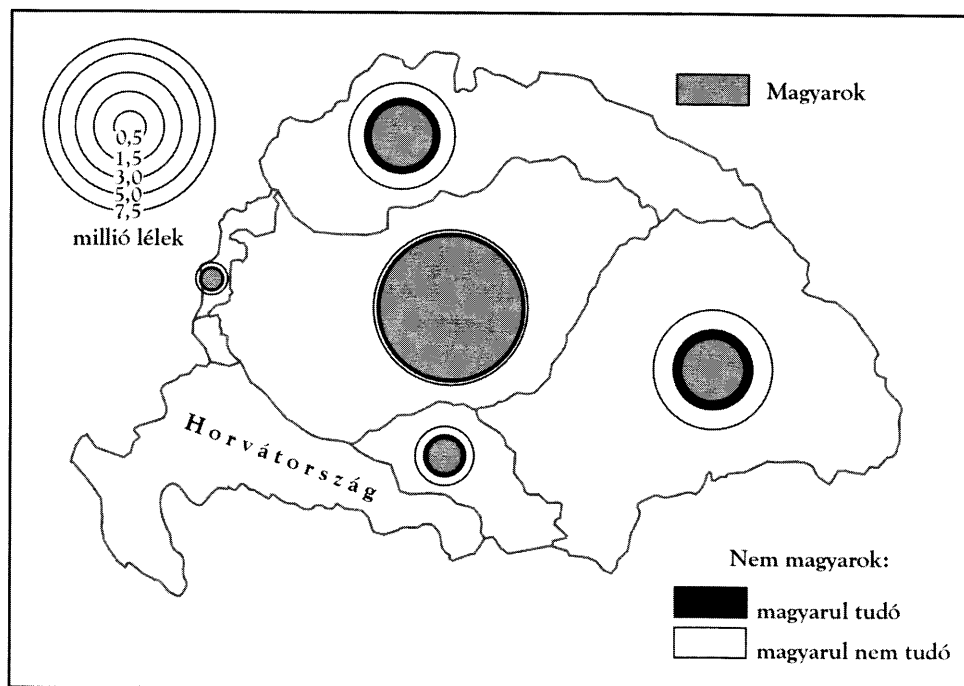 0,5
1,5
3,0
5,0
7,5
millió lélek
Magyarok
Horvátország
Nem magyarok:
magyarul tudó
magyarul nem tudó